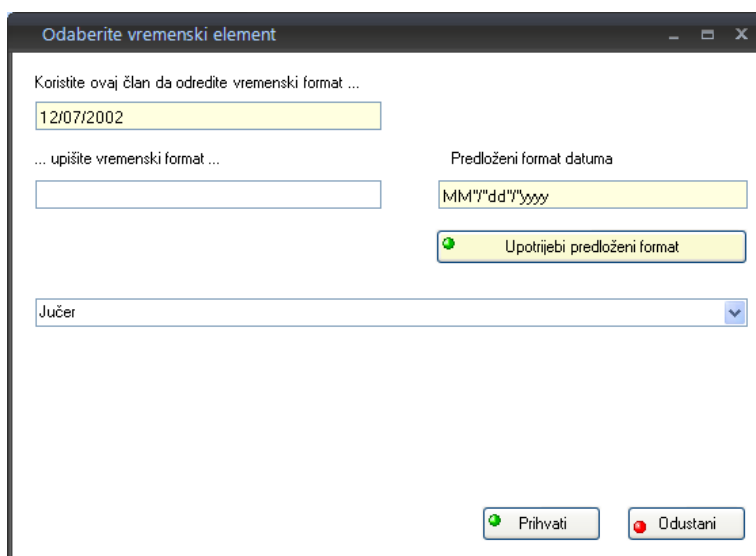 Odaberite vremenski element
Koristite ovaj član da odredite vremenski format ...
12/07/2002
... upišite vremenski format ...
Predloženi format datuma
MM"/"dd"/"yyyy
Upotrijebi predloženi format
Jučer
Prihvati
Odustani